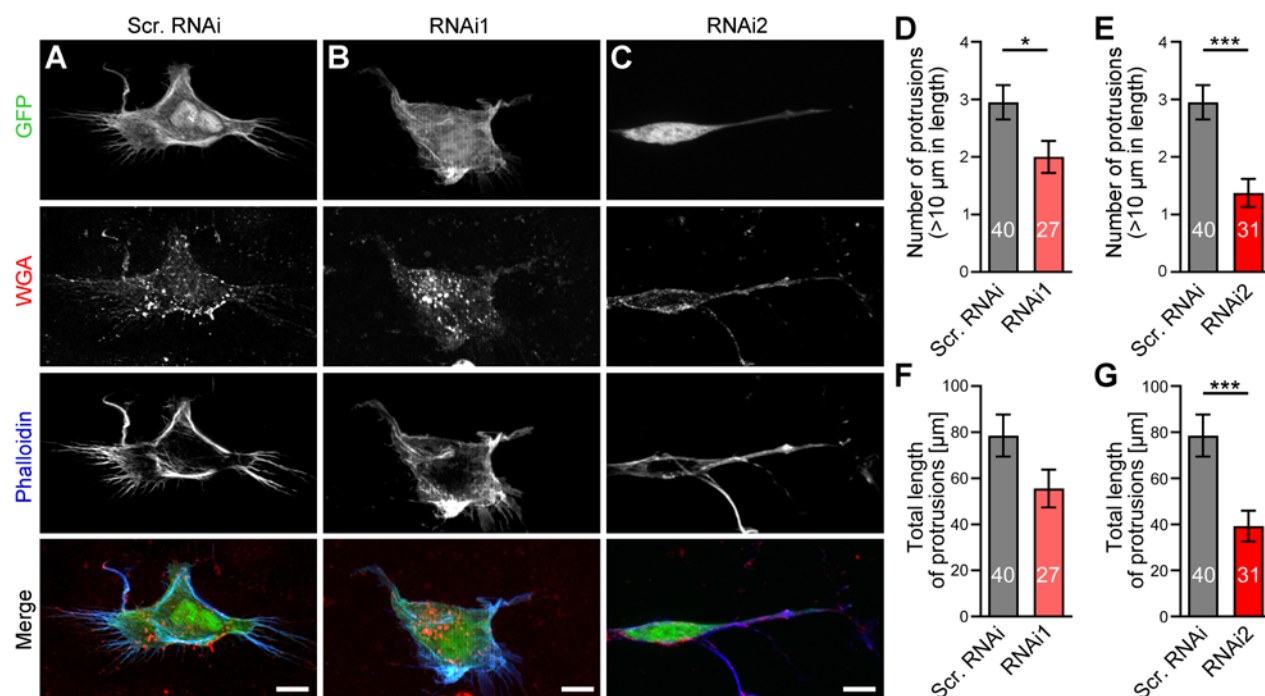 Scr. RNAi
RNAi1
RNAi2
A
B
C
GFP
WGA
Phalloidin
Merge
D
Number of protrusions
(>10 µm in length)
4
3
2
1
0
*
40
27
Scr. RNAi
RNAi1
E
Number of protrusions
(>10 µm in length)
4
3
2
1
0
***
40
31
Scr. RNAi
RNAi2
F
Total length
of protrusions [µm]
100
80
60
40
20
0
40
27
Scr. RNAi
RNAi1
G
Total length
of protrusions [µm]
100
80
60
40
20
0
***
40
31
Scr. RNAi
RNAi2